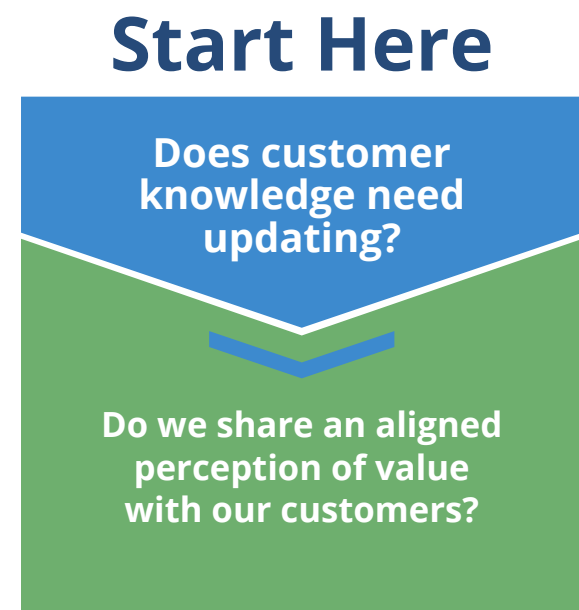 Start Here
Does customer
knowledge need
updating?
Do we share an aligned
perception of value
with our customers?